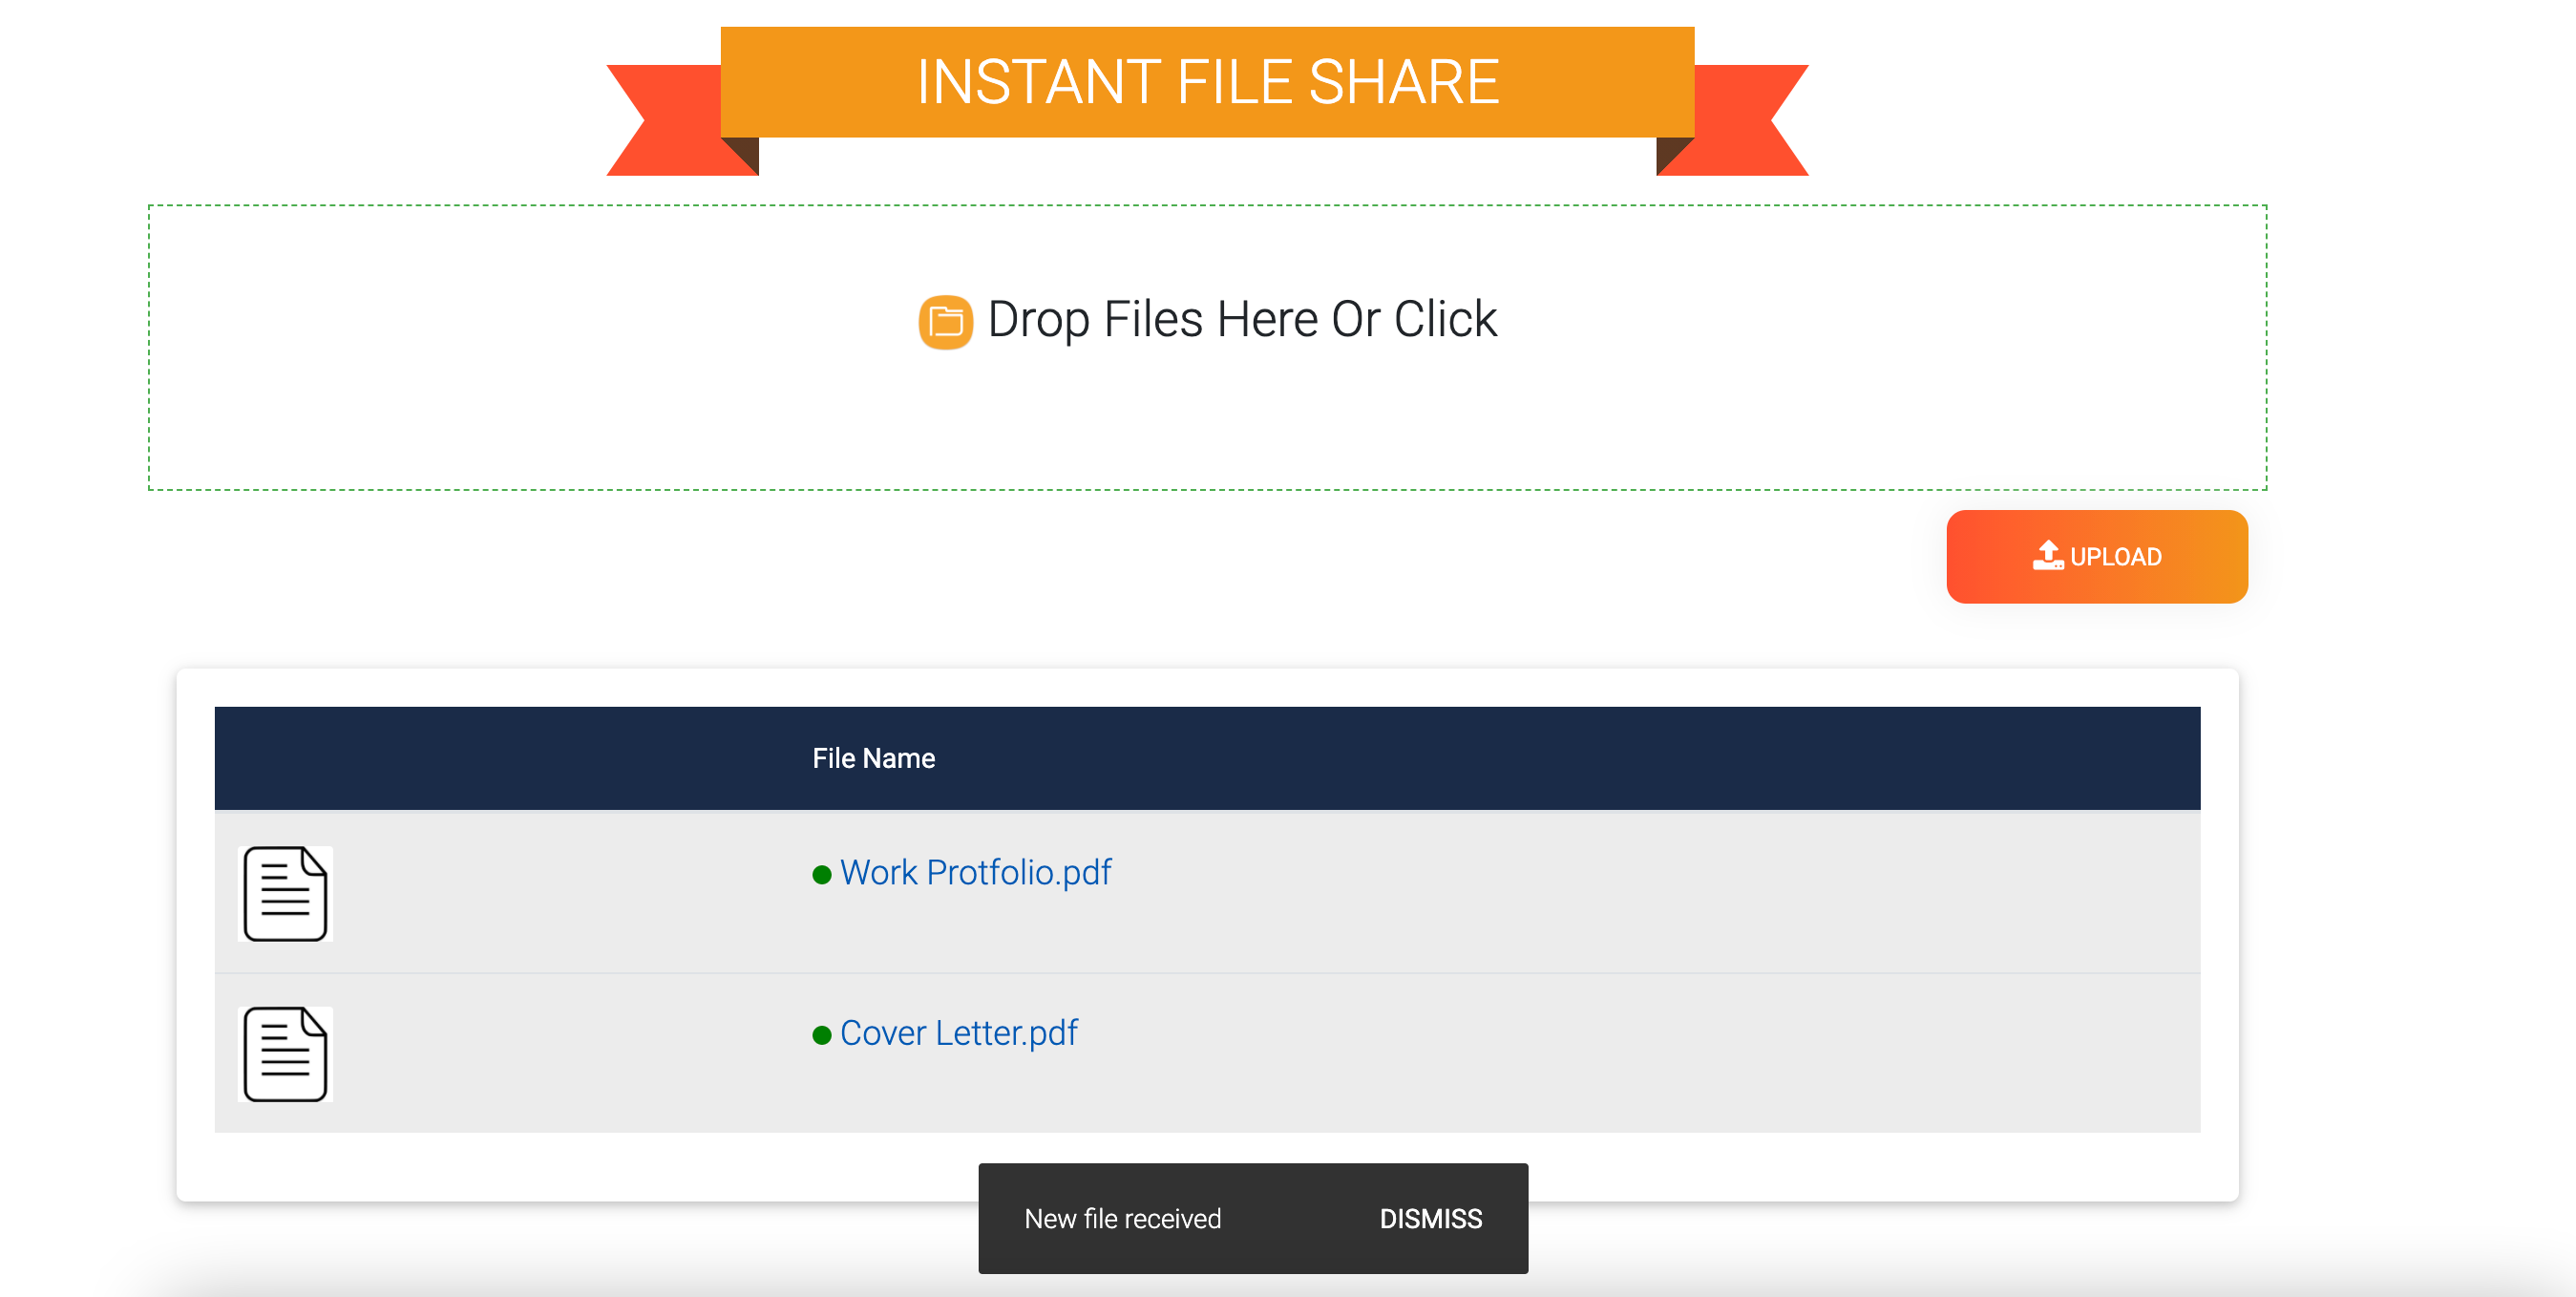 INSTANT FILE SHARE
Drop Files Here Or Click
UPLOAD
File Name
Work Protfolio.pdf
Cover Letter.pdf
New file received DISMISS